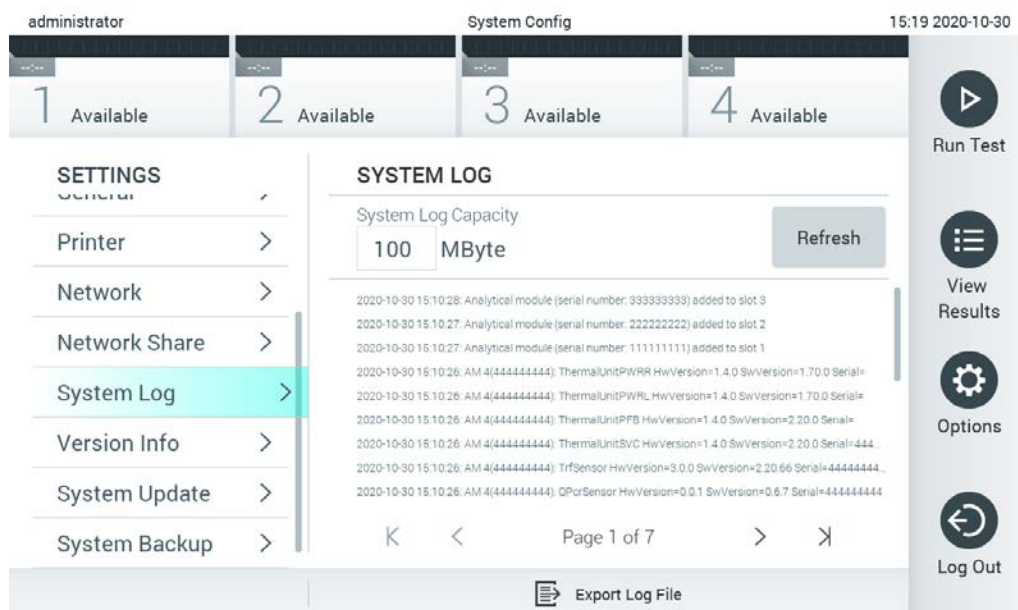 administrator System Config 15:19 2020-10-30
--:-- --:-- --:-- --:--
1 Available 2 Available 3 Available 4 Available
Run Test
SETTINGS
General
Printer
Network
Network Share
System Log
Version Info
System Update
System Backup
SYSTEM LOG
System Log Capacity
100 MByte
Refresh
2020-10-30 15:10:28: Analytical module (serial number: 333333333) added to slot 3
2020-10-30 15:10:27: Analytical module (serial number: 222222222) added to slot 2
2020-10-30 15:10:27: Analytical module (serial number: 111111111) added to slot 1
2020-10-30 15:10:26: AM 4(444444444): ThermalUnitPWRR HwVersion=1.4.0 SwVersion=1.70.0 Serial=
2020-10-30 15:10:26: AM 4(444444444): ThermalUnitPWRL HwVersion=1.4.0 SwVersion=1.70.0 Serial=
2020-10-30 15:10:26: AM 4(444444444): ThermalUnitPFB HwVersion=1.4.0 SwVersion=2.20.0 Serial=
2020-10-30 15:10:26: AM 4(444444444): ThermalUnitSVC HwVersion=1.4.0 SwVersion=2.20.0 Serial=444...
2020-10-30 15:10:26: AM 4(444444444): TrfSensor HwVersion=3.0.0 SwVersion=2.20.66 Serial=44444444...
2020-10-30 15:10:26: AM 4(444444444): QPcrSensor HwVersion=0.0.1 SwVersion=0.6.7 Serial=444444444
Page 1 of 7
Export Log File
View
Results
Options
Log Out